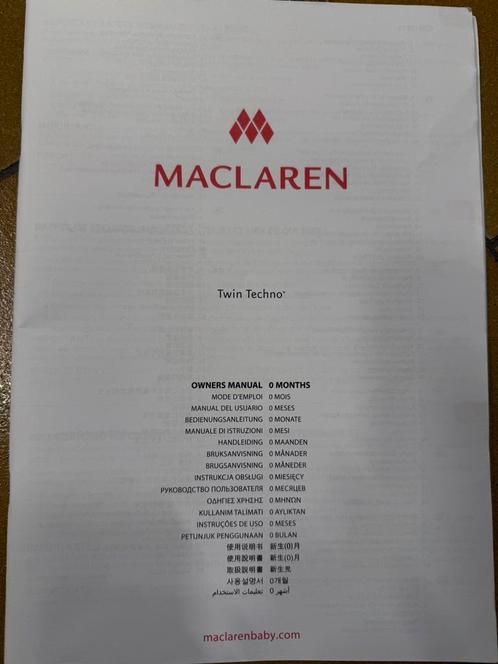 MACLAREN
Twin Techno™
OWNERS MANUAL 0 MONTHS
MODE D'EMPLOI 0 MOIS
MANUAL DEL USUARIO 0 MESES
BEDIENUNGSANLEITUNG 0 MONATE
MANUALE DI ISTRUZIONI 0 MESI
HANDLEIDING 0 MAANDEN
BRUKSANVISNING 0 MÅNADER
BRUGSANVISNING 0 MÅNEDER
INSTRUKCJA OBSŁUGI 0 MIESIĘCY
РУКОВОДСТВО ПОЛЬЗОВАТЕЛЯ 0 МЕСЯЦЕВ
ΟΔΗΓΙΕΣ ΧΡΗΣΗΣ 0 ΜΗΝΩΝ
KULLANIM TALİMATI 0 AYLIKTAN
INSTRUÇÕES DE USO 0 MESES
PETUNJUK PENGGUNAAN 0 BULAN
使用说明书 新生(0)月
使用說明書 新生(0)月
取扱説明書 新生児
사용설명서 0개월
تعليمات الاستخدام 0 أشهر
maclarenbaby.com